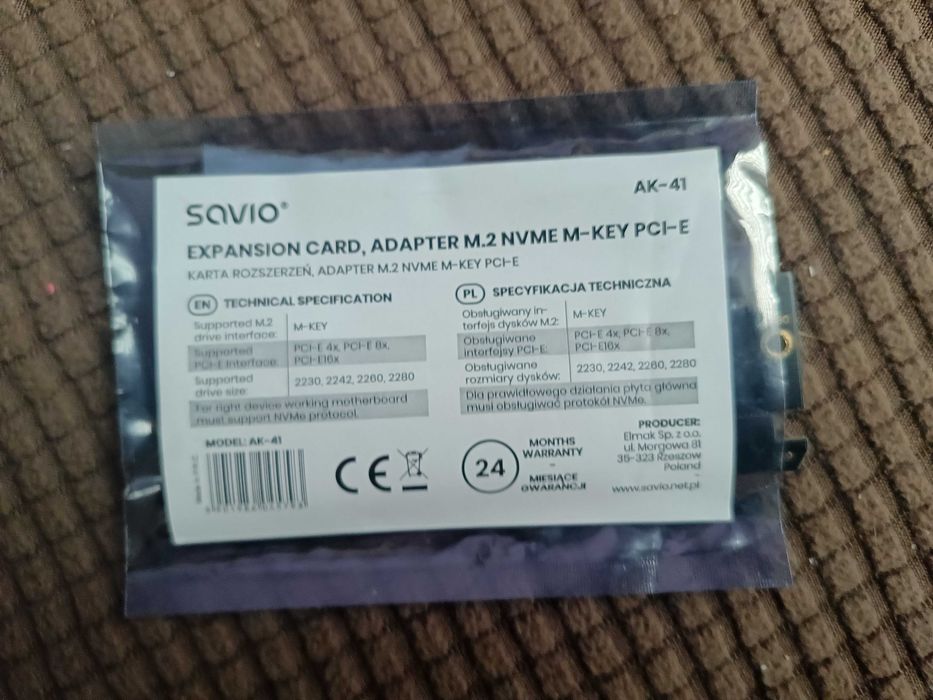 AK-41
SAVIO®
EXPANSION CARD, ADAPTER M.2 NVME M-KEY PCI-E
KARTA ROZSZERZEŃ, ADAPTER M.2 NVME M-KEY PCI-E
EN TECHNICAL SPECIFICATION
Supported M.2
drive interface:
M-KEY
Supported
PCI-E Interface:
PCI-E 4x, PCI-E 8x,
PCI-E16x
Supported
drive size:
2230, 2242, 2260, 2280
For right device working motherboard
must support NVMe protocol.
PL SPECYFIKACJA TECHNICZNA
Obsługiwany in-
terfejs dysków M.2:
M-KEY
Obsługiwane
interfejsy PCI-E:
PCI-E 4x, PCI-E 8x,
PCI-E16x
Obsługiwane
rozmiary dysków:
2230, 2242, 2260, 2280
Dla prawidłowego działania płyta główna
musi obsługiwać protokół NVMe.
MODEL: AK-41
Made in P.R.C.
CE
24
MONTHS
WARRANTY
-
MIESIĄCE
GWARANCJI
PRODUCER:
Elmak Sp. z o.o.
ul. Morgowa 81
35-323 Rzeszow
Poland
www.savio.net.pl